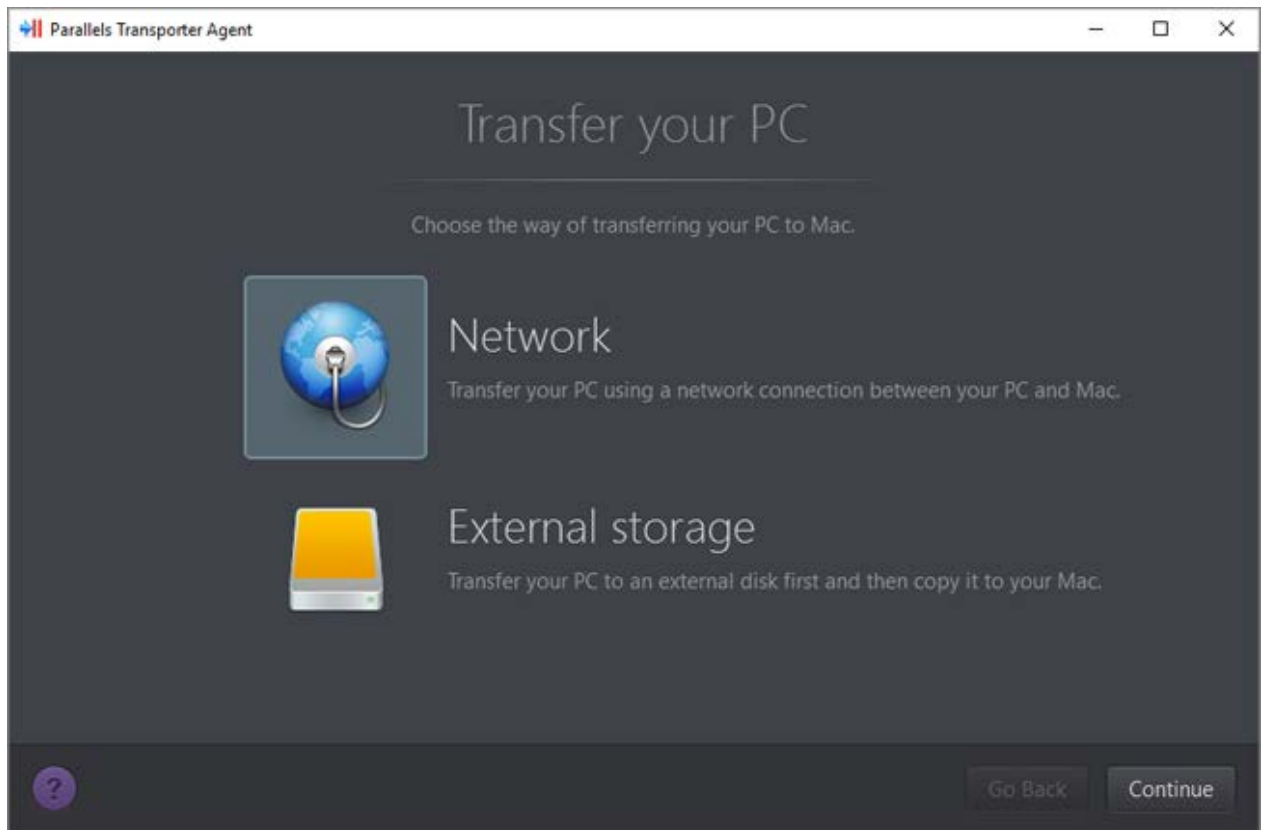 Parallels Transporter Agent
Transfer your PC
Choose the way of transferring your PC to Mac.
Network
Transfer your PC using a network connection between your PC and Mac.
External storage
Transfer your PC to an external disk first and then copy it to your Mac.
?
Go Back
Continue